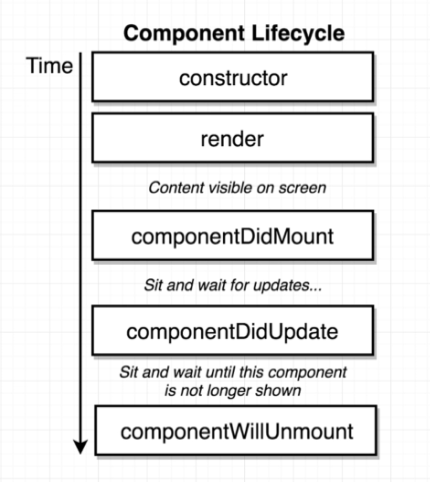 Component Lifecycle
Time
constructor
render
Content visible on screen
componentDidMount
Sit and wait for updates...
componentDidUpdate
Sit and wait until this component
is not longer shown
componentWillUnmount